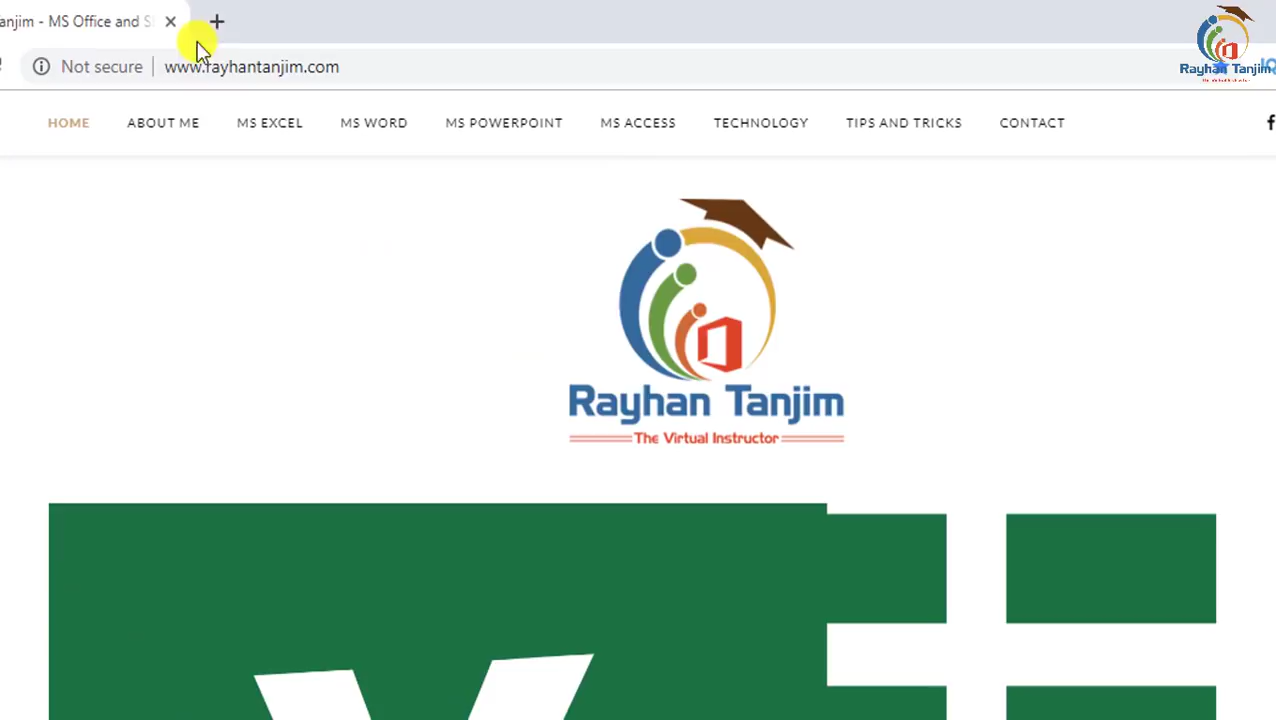 anjim - MS Office and S
Rayhan Tanjim
Not secure
www.rayhantanjim.com
HOME ABOUT ME MS EXCEL MS WORD MS POWERPOINT MS ACCESS TECHNOLOGY TIPS AND TRICKS CONTACT
Rayhan Tanjim
The Virtual Instructor